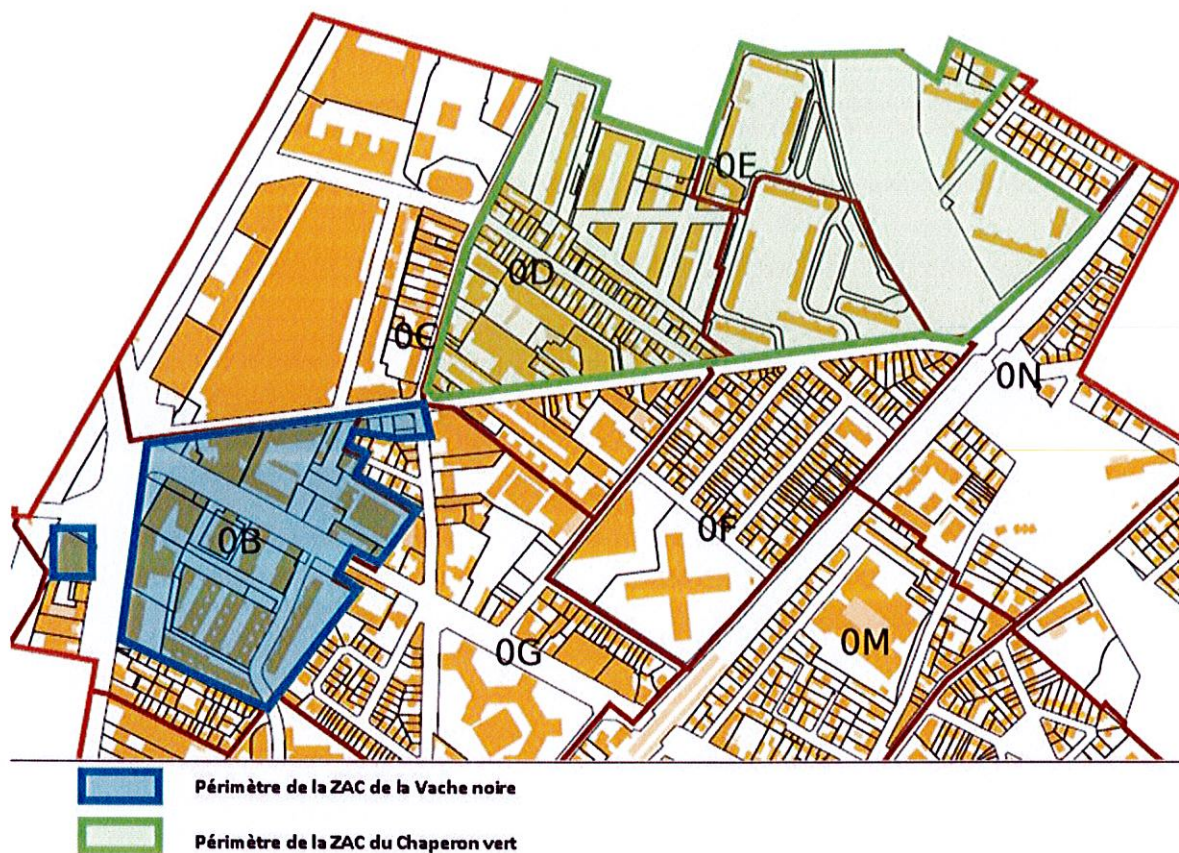 0E
0D
0C
0N
0B
0F
0G
0M
Périmètre de la ZAC de la Vache noire
Périmètre de la ZAC du Chaperon vert